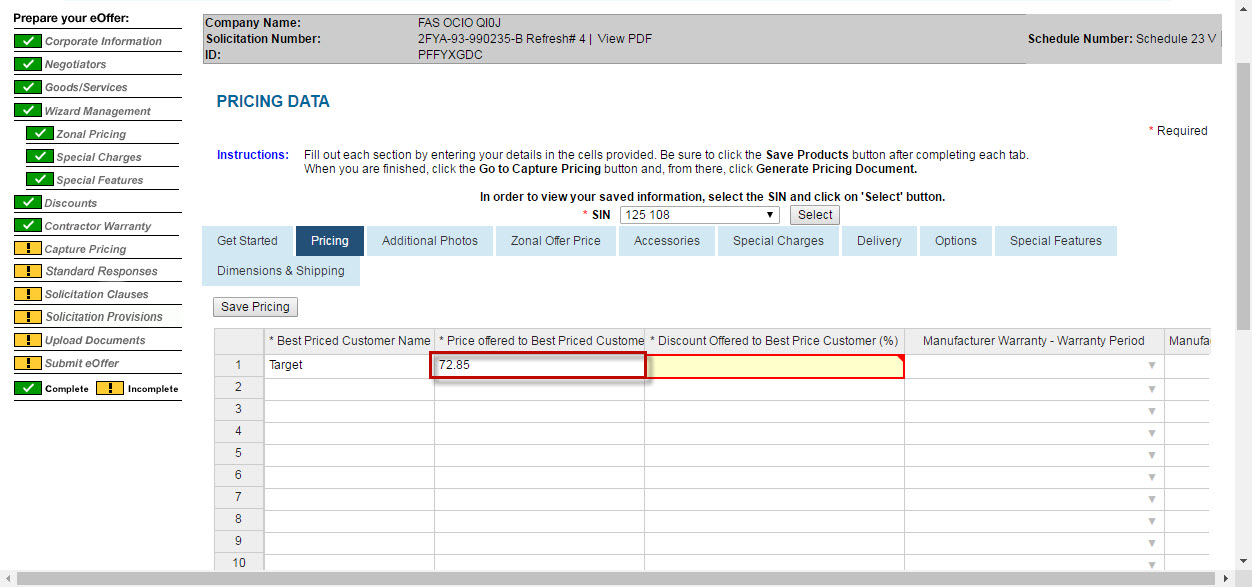 Prepare your eOffer:
Corporate Information
Negotiators
Goods/Services
Wizard Management
Zonal Pricing
Special Charges
Special Features
Discounts
Contractor Warranty
Capture Pricing
Standard Responses
Solicitation Clauses
Solicitation Provisions
Upload Documents
Submit eOffer
Complete ! Incomplete
Company Name: FAS OCIO QI0J
Solicitation Number: 2FYA-93-990235-B Refresh# 4 | View PDF
Schedule Number: Schedule 23 V
ID: PFFYXGDC
PRICING DATA
* Required
Instructions: Fill out each section by entering your details in the cells provided. Be sure to click the Save Products button after completing each tab.
When you are finished, click the Go to Capture Pricing button and, from there, click Generate Pricing Document.
In order to view your saved information, select the SIN and click on 'Select' button.
* SIN 125 108 Select
Get Started Pricing Additional Photos Zonal Offer Price Accessories Special Charges Delivery Options Special Features
Dimensions & Shipping
Save Pricing
* Best Priced Customer Name * Price offered to Best Priced Custome * Discount Offered to Best Price Customer (%) Manufacturer Warranty - Warranty Period Manufa
1 Target 72.85
2
3
4
5
6
7
8
9
10